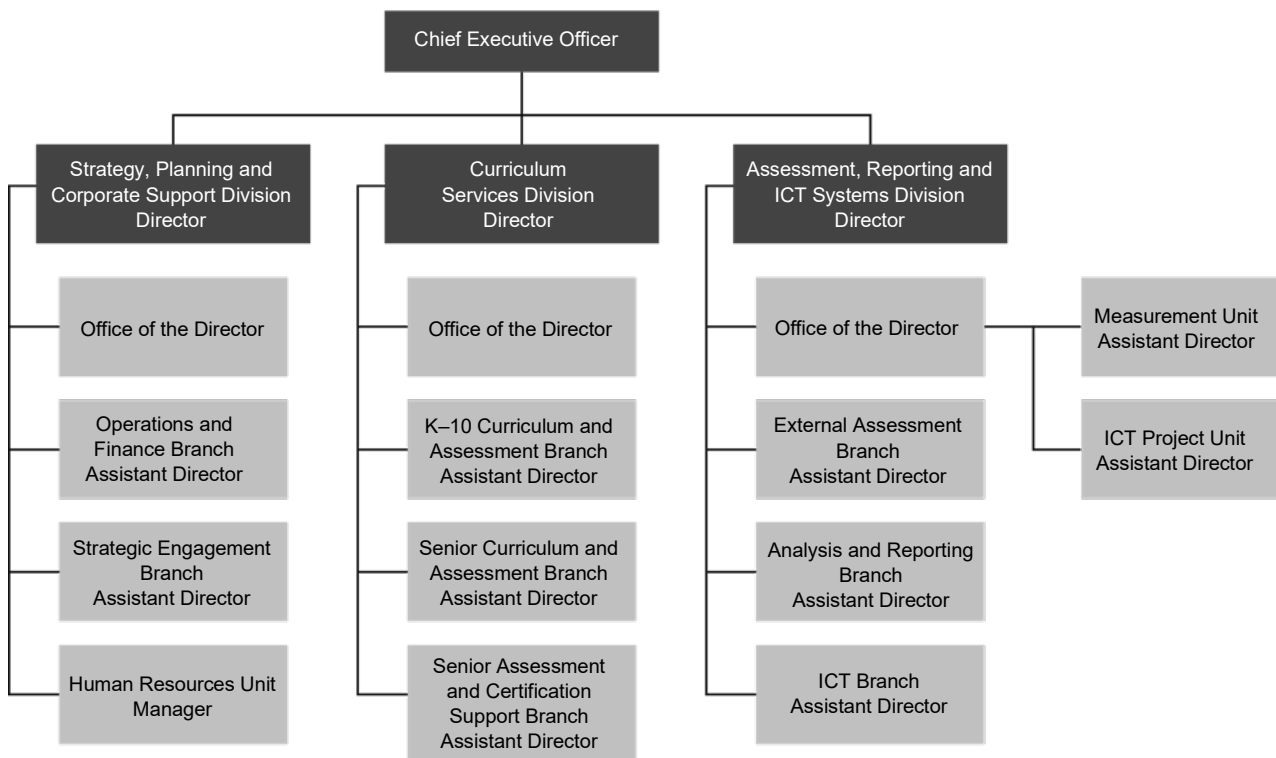 Chief Executive Officer
Strategy, Planning and
Corporate Support Division
Director
Curriculum
Services Division
Director
Assessment, Reporting and
ICT Systems Division
Director
Office of the Director
Office of the Director
Office of the Director
Measurement Unit
Assistant Director
Operations and
Finance Branch
Assistant Director
K–10 Curriculum and
Assessment Branch
Assistant Director
External Assessment
Branch
Assistant Director
ICT Project Unit
Assistant Director
Strategic Engagement
Branch
Assistant Director
Senior Curriculum and
Assessment Branch
Assistant Director
Analysis and Reporting
Branch
Assistant Director
Human Resources Unit
Manager
Senior Assessment
and Certification
Support Branch
Assistant Director
ICT Branch
Assistant Director